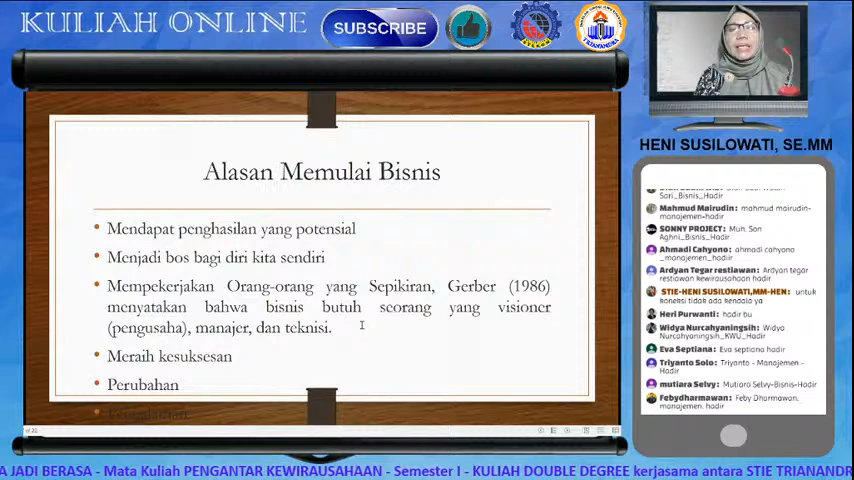 KULIAH ONLINE
SUBSCRIBE
STEKOM
TRIANANDRA
HENI SUSILOWATI, SE.MM
Alasan Memulai Bisnis
• Mendapat penghasilan yang potensial
• Menjadi bos bagi diri kita sendiri
• Mempekerjakan Orang-orang yang Sepikiran, Gerber (1986)
menyatakan bahwa bisnis butuh seorang yang visioner
(pengusaha), manajer, dan teknisi.
• Meraih kesuksesan
• Perubahan
Sari_Bisnis_Hadir
Mahmud Mairudin: mahmud mairudin-
manajemen-hadir
SONNY PROJECT: Muh. Son
Aghni_Bisnis_Hadir
Ahmadi Cahyono: ahmadi cahyono
_manajemen_hadir
Ardyan Tegar restiawan: Ardyan tegar
restiawan kewirausahaan hadir
STIE-HENI SUSILOWATI,MM-HEN: untuk
koneksi tidak ada kendala ya
Heri Purwanti: hadir bu
Widya Nurcahyaningsih: Widya
Nurcahyaningsih_KWU_Hadir
Eva Septiana: Eva septiana hadir
Triyanto Solo: Triyanto - Manajemen -
Hadir
mutiara Selvy: Mutiara Selvy-Bisnis-Hadir
Febydharmawan: Feby Dharmawan.
manajemen. hadir
of 22
A JADI BERASA - Mata Kuliah PENGANTAR KEWIRAUSAHAAN - Semester I - KULIAH DOUBLE DEGREE kerjasama antara STIE TRIANANDR